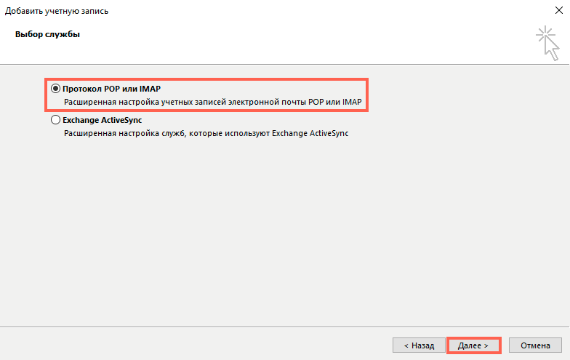 Добавить учетную запись
Выбор службы
Протокол POP или IMAP
Расширенная настройка учетных записей электронной почты POP или IMAP
Exchange ActiveSync
Расширенная настройка служб, которые используют Exchange ActiveSync
< Назад Далее > Отмена